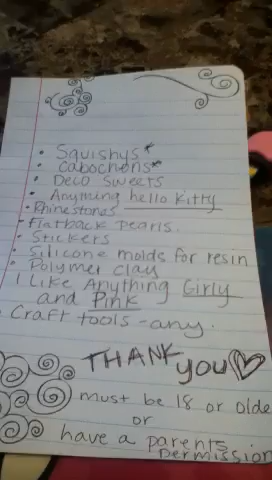 • Squishys*
• Cabochons*
• Deco Sweets
• Anything hello Kitty
• Rhinestones
- Flatback Pearls.
• Stickers
• Silicone molds for resin
• Polymer clay
I Like Anything Girly
and Pink
Craft tools - any.
THANK
you
must be 18 or older
or
have a parents
permission